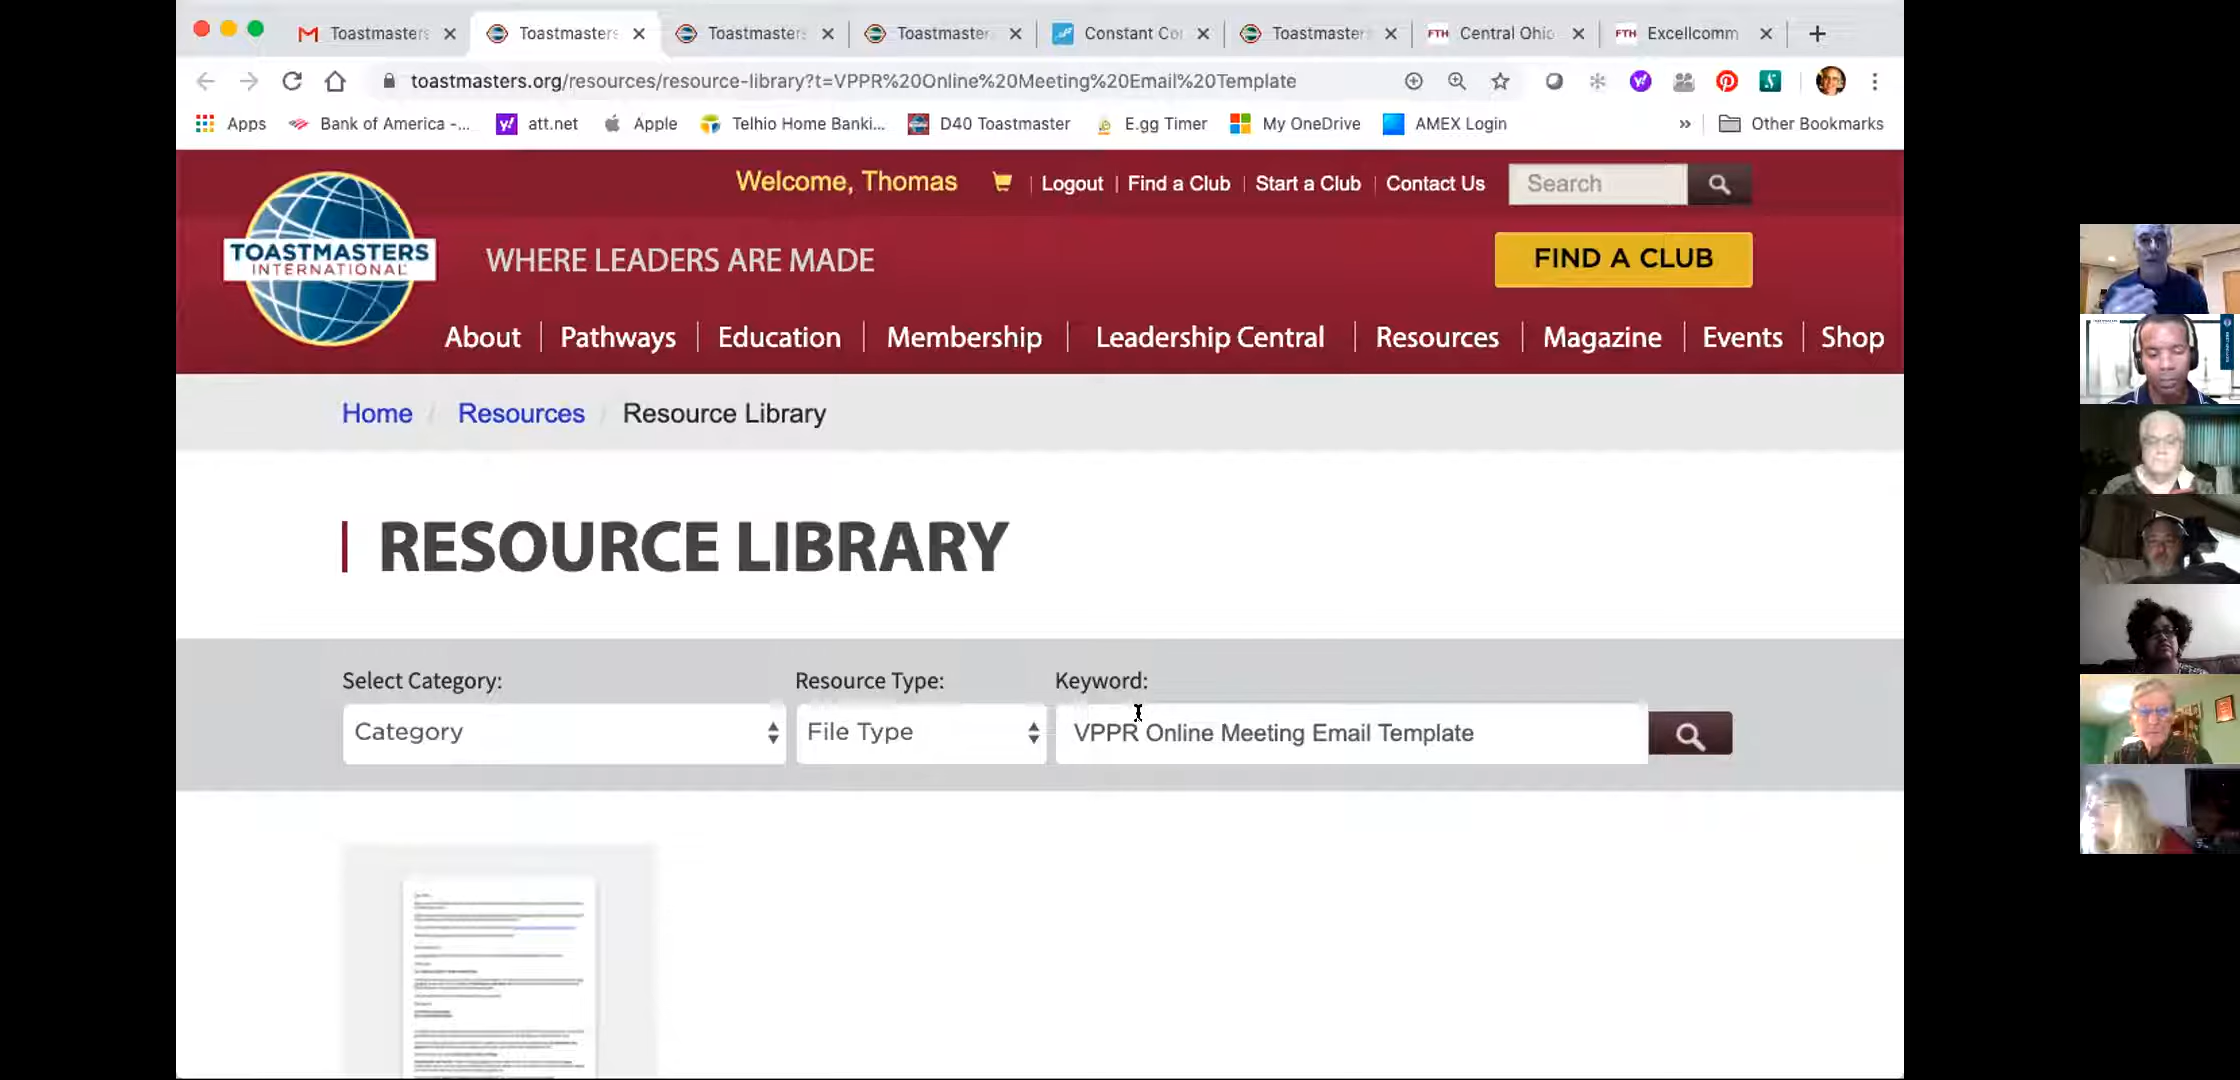 Toastmasters
Toastmasters
Toastmasters
Toastmaster
Constant Co
Toastmaster
FTH Central Ohio
FTH Excellcomm
toastmasters.org/resources/resource-library?t=VPPR%20Online%20Meeting%20Email%20Template
Apps
Bank of America -...
y! att.net
Apple
Telhio Home Banki...
D40 Toastmaster
E.gg Timer
My OneDrive
AMEX Login
»
Other Bookmarks
Welcome, Thomas
Logout
Find a Club
Start a Club
Contact Us
Search
TOASTMASTERS
INTERNATIONAL
WHERE LEADERS ARE MADE
FIND A CLUB
About
Pathways
Education
Membership
Leadership Central
Resources
Magazine
Events
Shop
Home / Resources / Resource Library
RESOURCE LIBRARY
Select Category:
Resource Type:
Keyword:
Category
File Type
VPPR Online Meeting Email Template